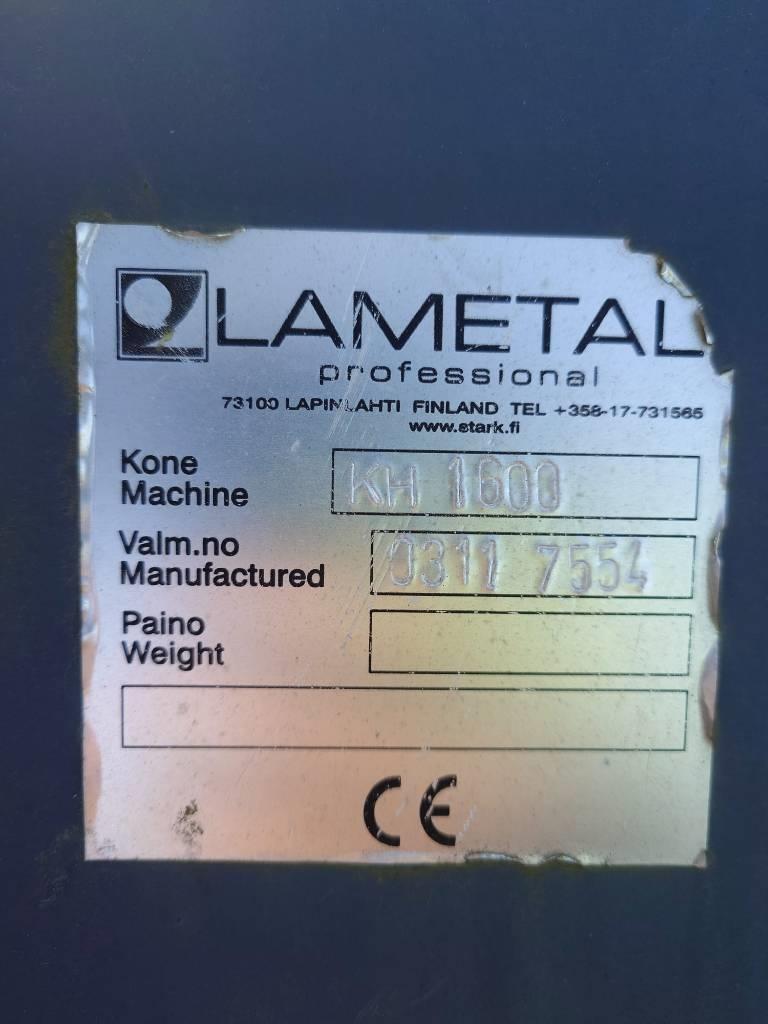 LAMETAL
professional
73100 LAPINLAHTI FINLAND TEL +358-17-731565
www.stark.fi
Kone
Machine KH 1600
Valm.no
Manufactured 0311 7554
Paino
Weight
CE